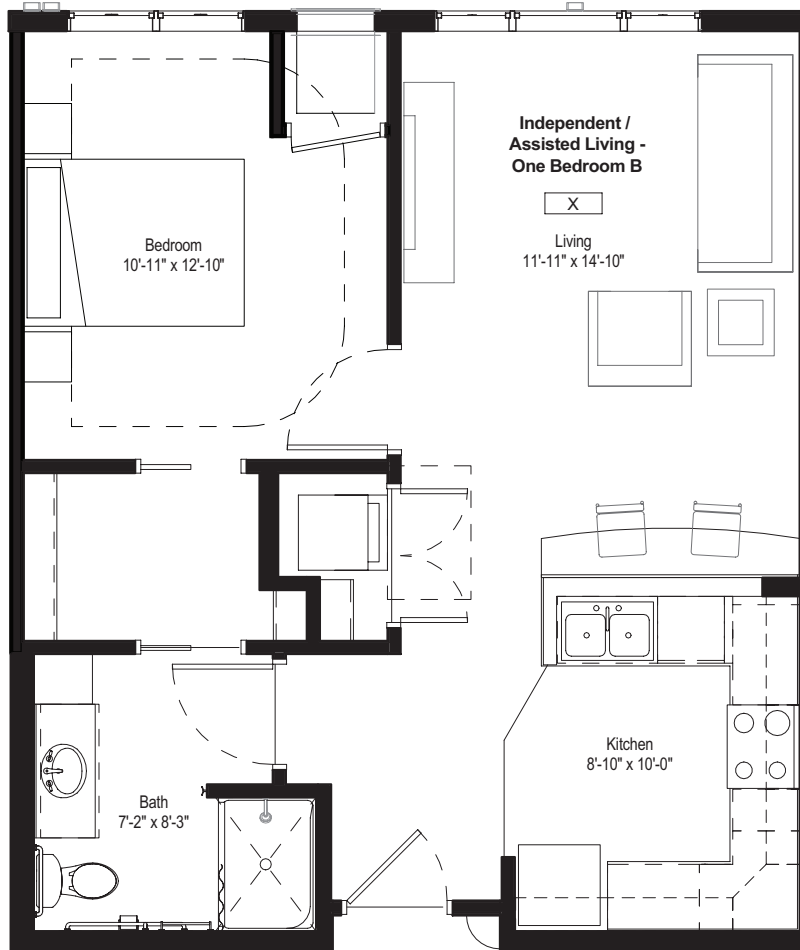 Independent /
Assisted Living -
One Bedroom B
X
Living
11'-11" x 14'-10"
Bedroom
10'-11" x 12'-10"
Kitchen
8'-10" x 10'-0"
Bath
7'-2" x 8'-3"